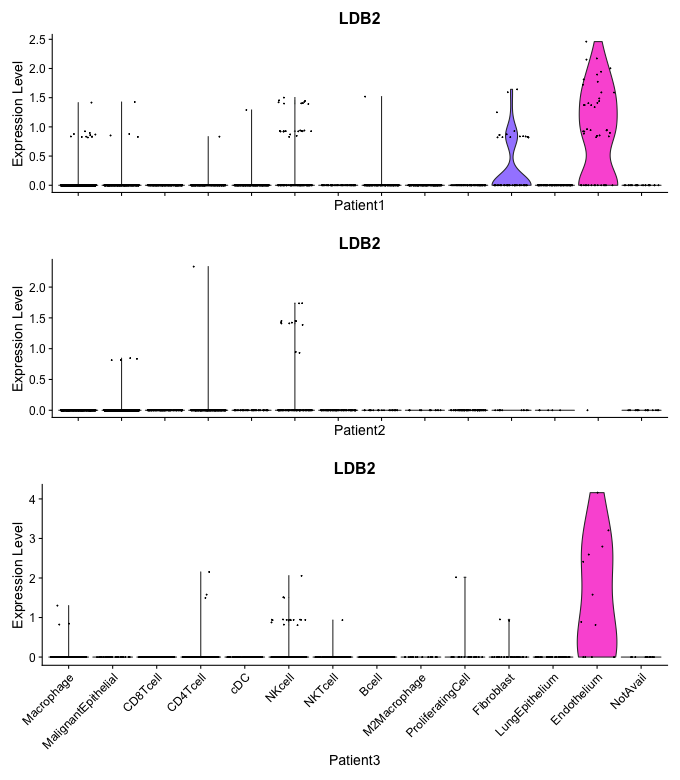 LDB2
Expression Level
2.5
2.0
1.5
1.0
0.5
0.0
Patient1
LDB2
Expression Level
2.0
1.5
1.0
0.5
0.0
Patient2
LDB2
Expression Level
4
3
2
1
0
Macrophage
MalignantEpithelial
CD8Tcell
CD4Tcell
cDC
NKcell
NKTcell
Bcell
M2Macrophage
ProliferatingCell
Fibroblast
LungEpithelium
Endothelium
NotAvail
Patient3